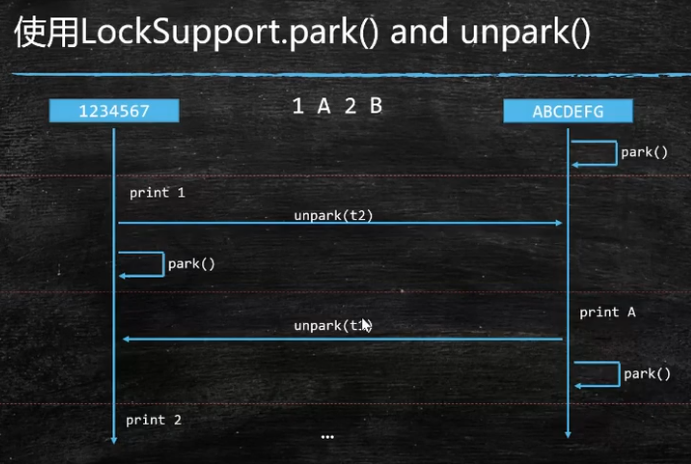 使用LockSupport.park() and unpark()
1234567
1 A 2 B
ABCDEFG
park()
print 1
unpark(t2)
park()
print A
unpark(t1)
park()
print 2
...